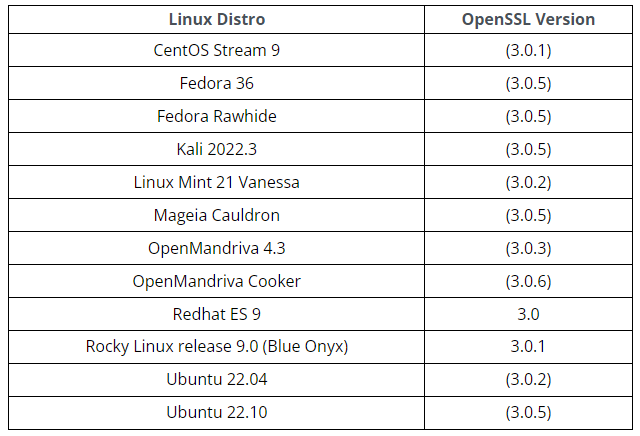 Linux Distro OpenSSL Version
CentOS Stream 9 (3.0.1)
Fedora 36 (3.0.5)
Fedora Rawhide (3.0.5)
Kali 2022.3 (3.0.5)
Linux Mint 21 Vanessa (3.0.2)
Mageia Cauldron (3.0.5)
OpenMandriva 4.3 (3.0.3)
OpenMandriva Cooker (3.0.6)
Redhat ES 9 3.0
Rocky Linux release 9.0 (Blue Onyx) 3.0.1
Ubuntu 22.04 (3.0.2)
Ubuntu 22.10 (3.0.5)